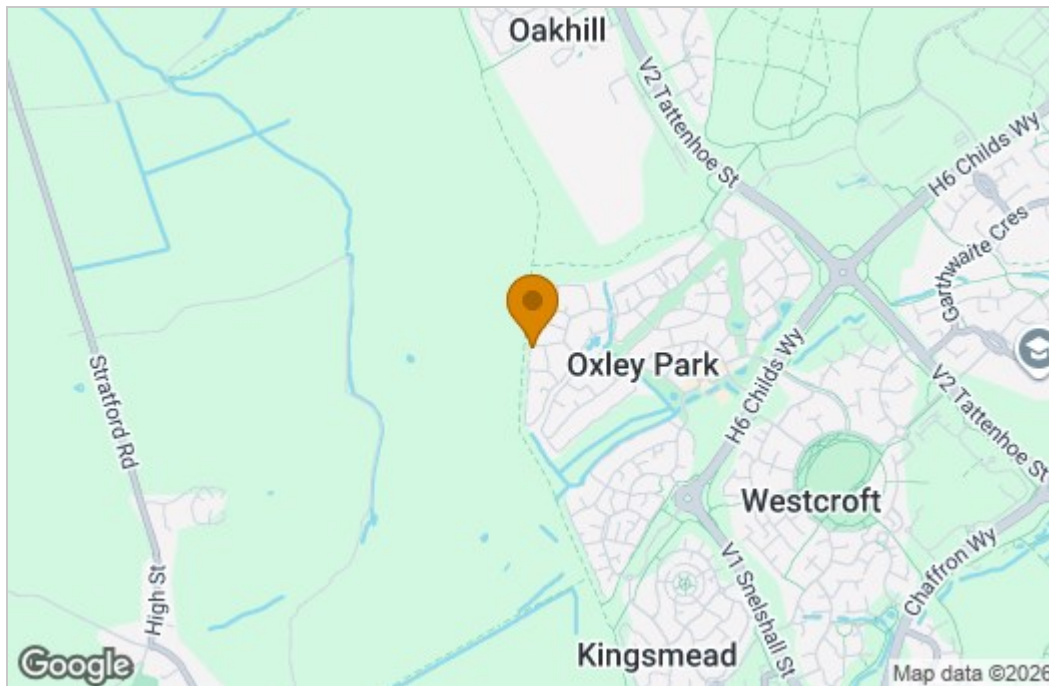 Oakhill
V2 Tattenhoe St
H6 Childs Wy
Garthwaite Cres
Oxley Park
H6 Childs Wy
V2 Tattenhoe St
Stratford Rd
Westcroft
Chaffron Wy
High St
V1 Snelshall St
Kingsmead
Google
Map data ©2026